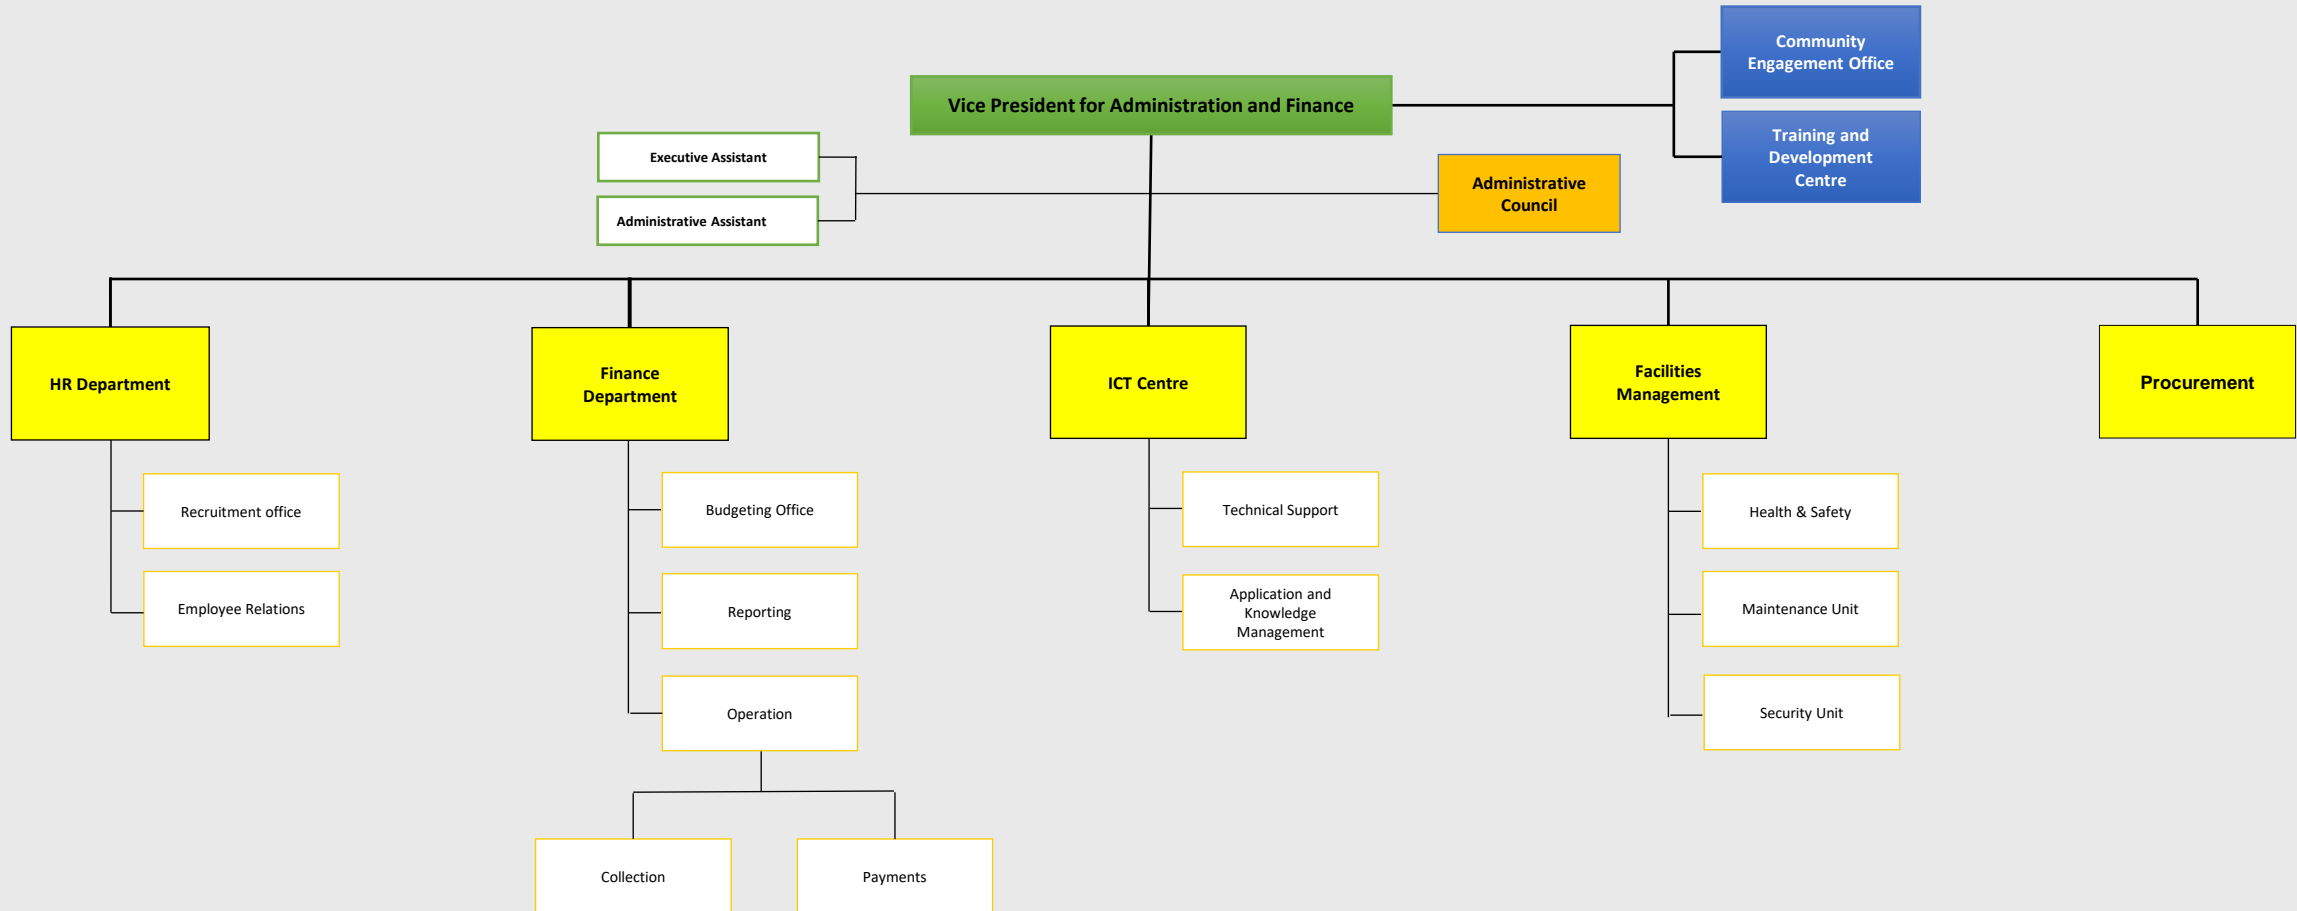 Community
Engagement Office
Vice President for Administration and Finance
Training and
Development
Centre
Executive Assistant
Administrative
Council
Administrative Assistant
HR Department
Finance
Department
ICT Centre
Facilities
Management
Procurement
Recruitment office
Budgeting Office
Technical Support
Health & Safety
Employee Relations
Reporting
Application and
Knowledge
Management
Maintenance Unit
Operation
Security Unit
Collection
Payments